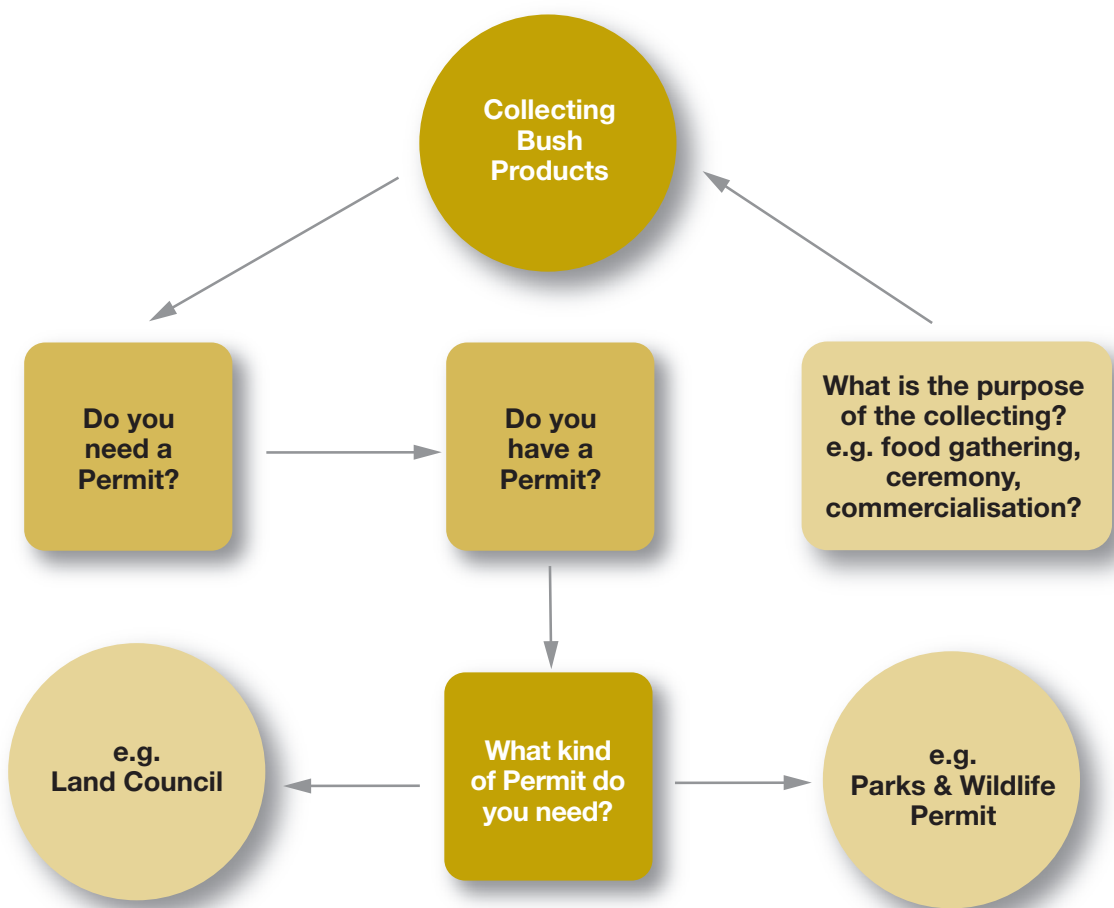 Collecting
Bush
Products
Do you
need a
Permit?
Do you
have a
Permit?
What is the purpose
of the collecting?
e.g. food gathering,
ceremony,
commercialisation?
e.g.
Land Council
What kind
of Permit do
you need?
e.g.
Parks & Wildlife
Permit